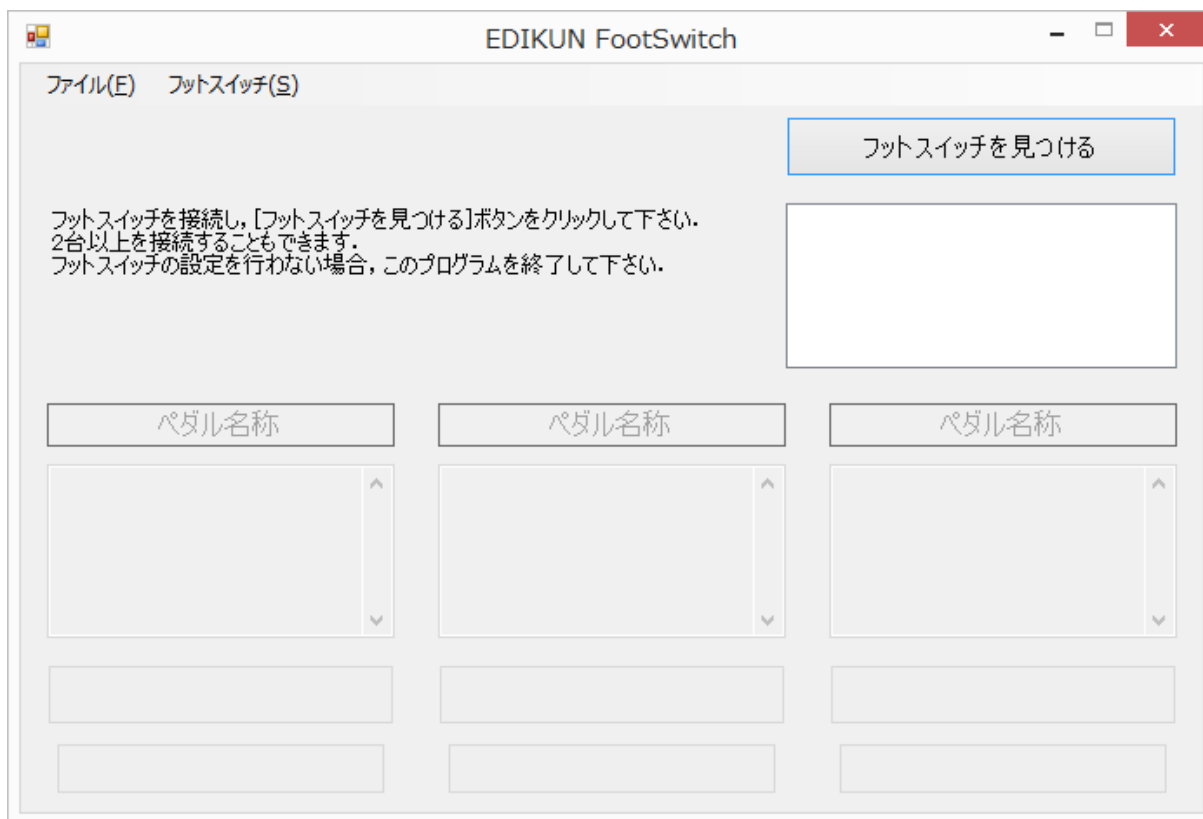 EDIKUN FootSwitch
ファイル(F) フットスイッチ(S)
フットスイッチを見つける
フットスイッチを接続し，[フットスイッチを見つける]ボタンをクリックして下さい．
2台以上を接続することもできます．
フットスイッチの設定を行わない場合，このプログラムを終了して下さい．
ペダル名称 ペダル名称 ペダル名称